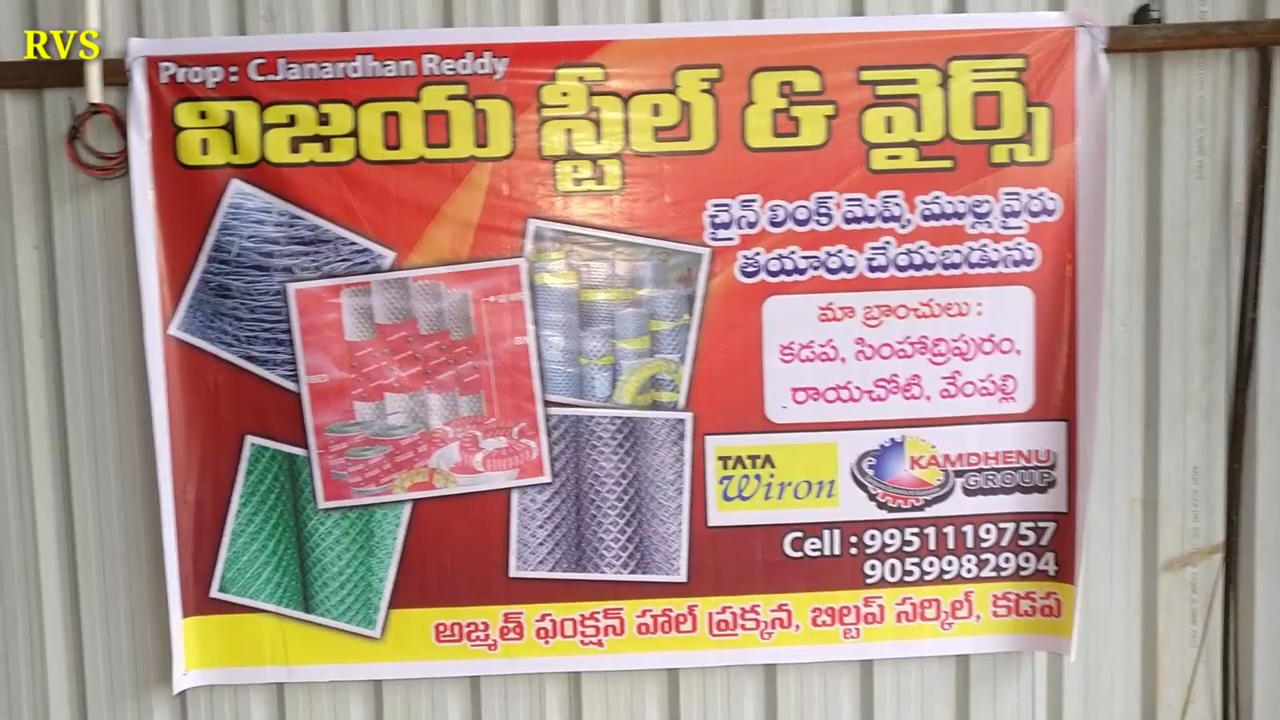 RVS
Prop : C.Janardhan Reddy
విజయ స్టీల్ & వైర్స్
చైన్ లింక్ మెష్, ముల్ల వైరు
తయారు చేయబడును
మా బ్రాంచులు :
కడప, సింహాద్రిపురం,
రాయచోటి, వేంపల్లి
TATA
Wiron
KAMDHENU
GROUP
Cell : 9951119757
9059982994
అజ్మత్ ఫంక్షన్ హాల్ ప్రక్కన, బిల్టప్ సర్కిల్, కడప